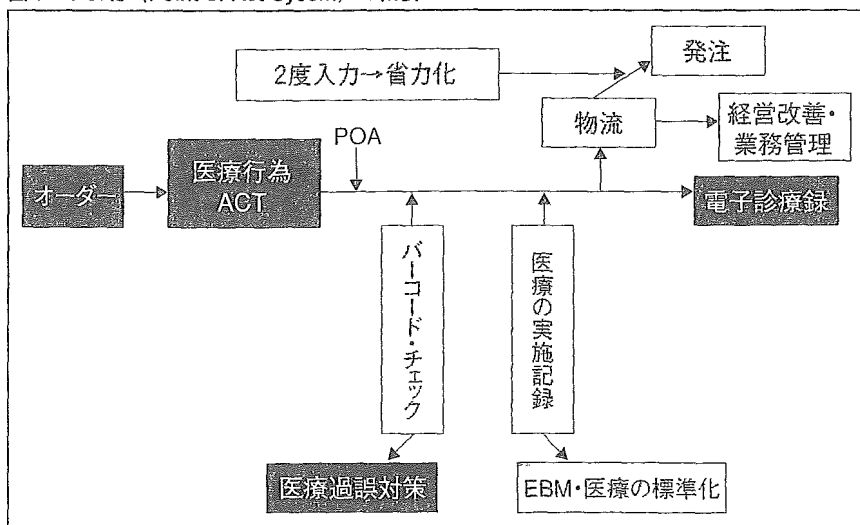 2度入力→省力化
発注
物流
経営改善・
業務管理
POA
オーダー
医療行為
ACT
電子診療録
バーコード・チェック
医療の実施記録
医療過誤対策
EBM・医療の標準化